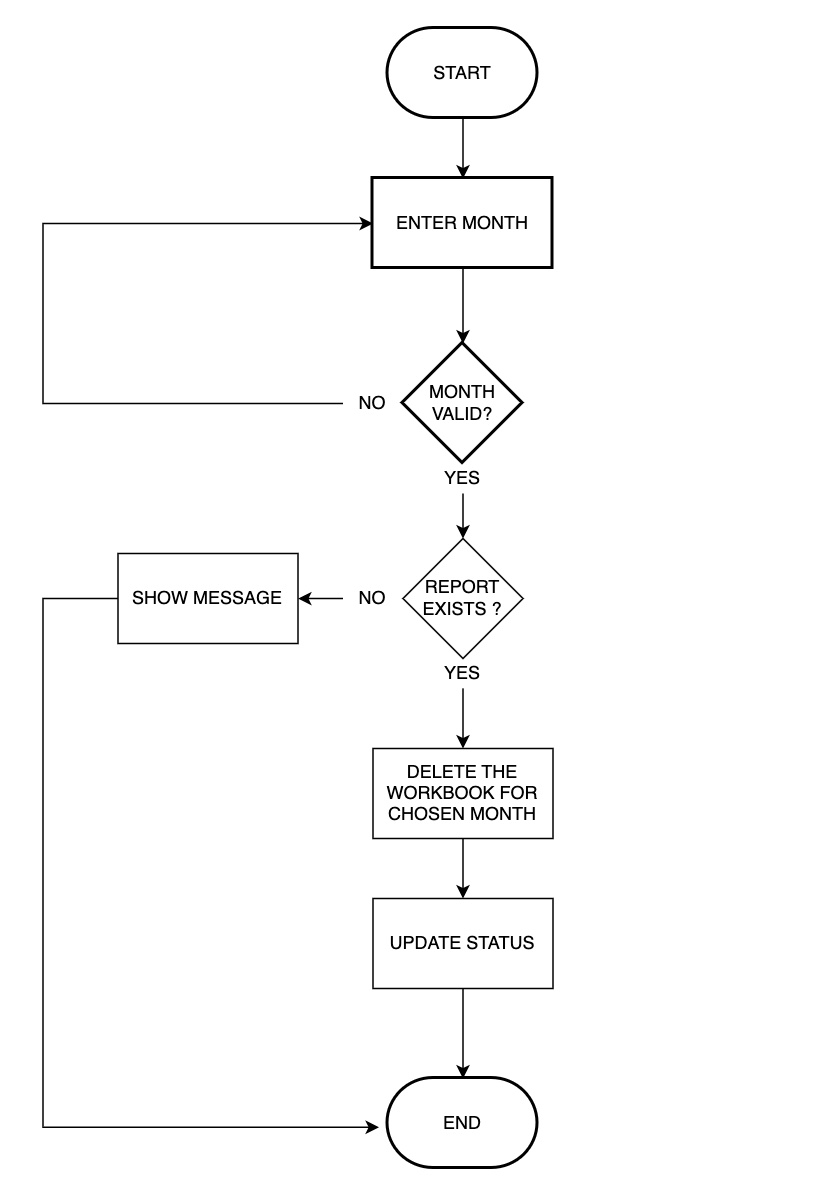 START
ENTER MONTH
MONTH
VALID?
NO
YES
REPORT
EXISTS ?
NO
SHOW MESSAGE
YES
DELETE THE
WORKBOOK FOR
CHOSEN MONTH
UPDATE STATUS
END